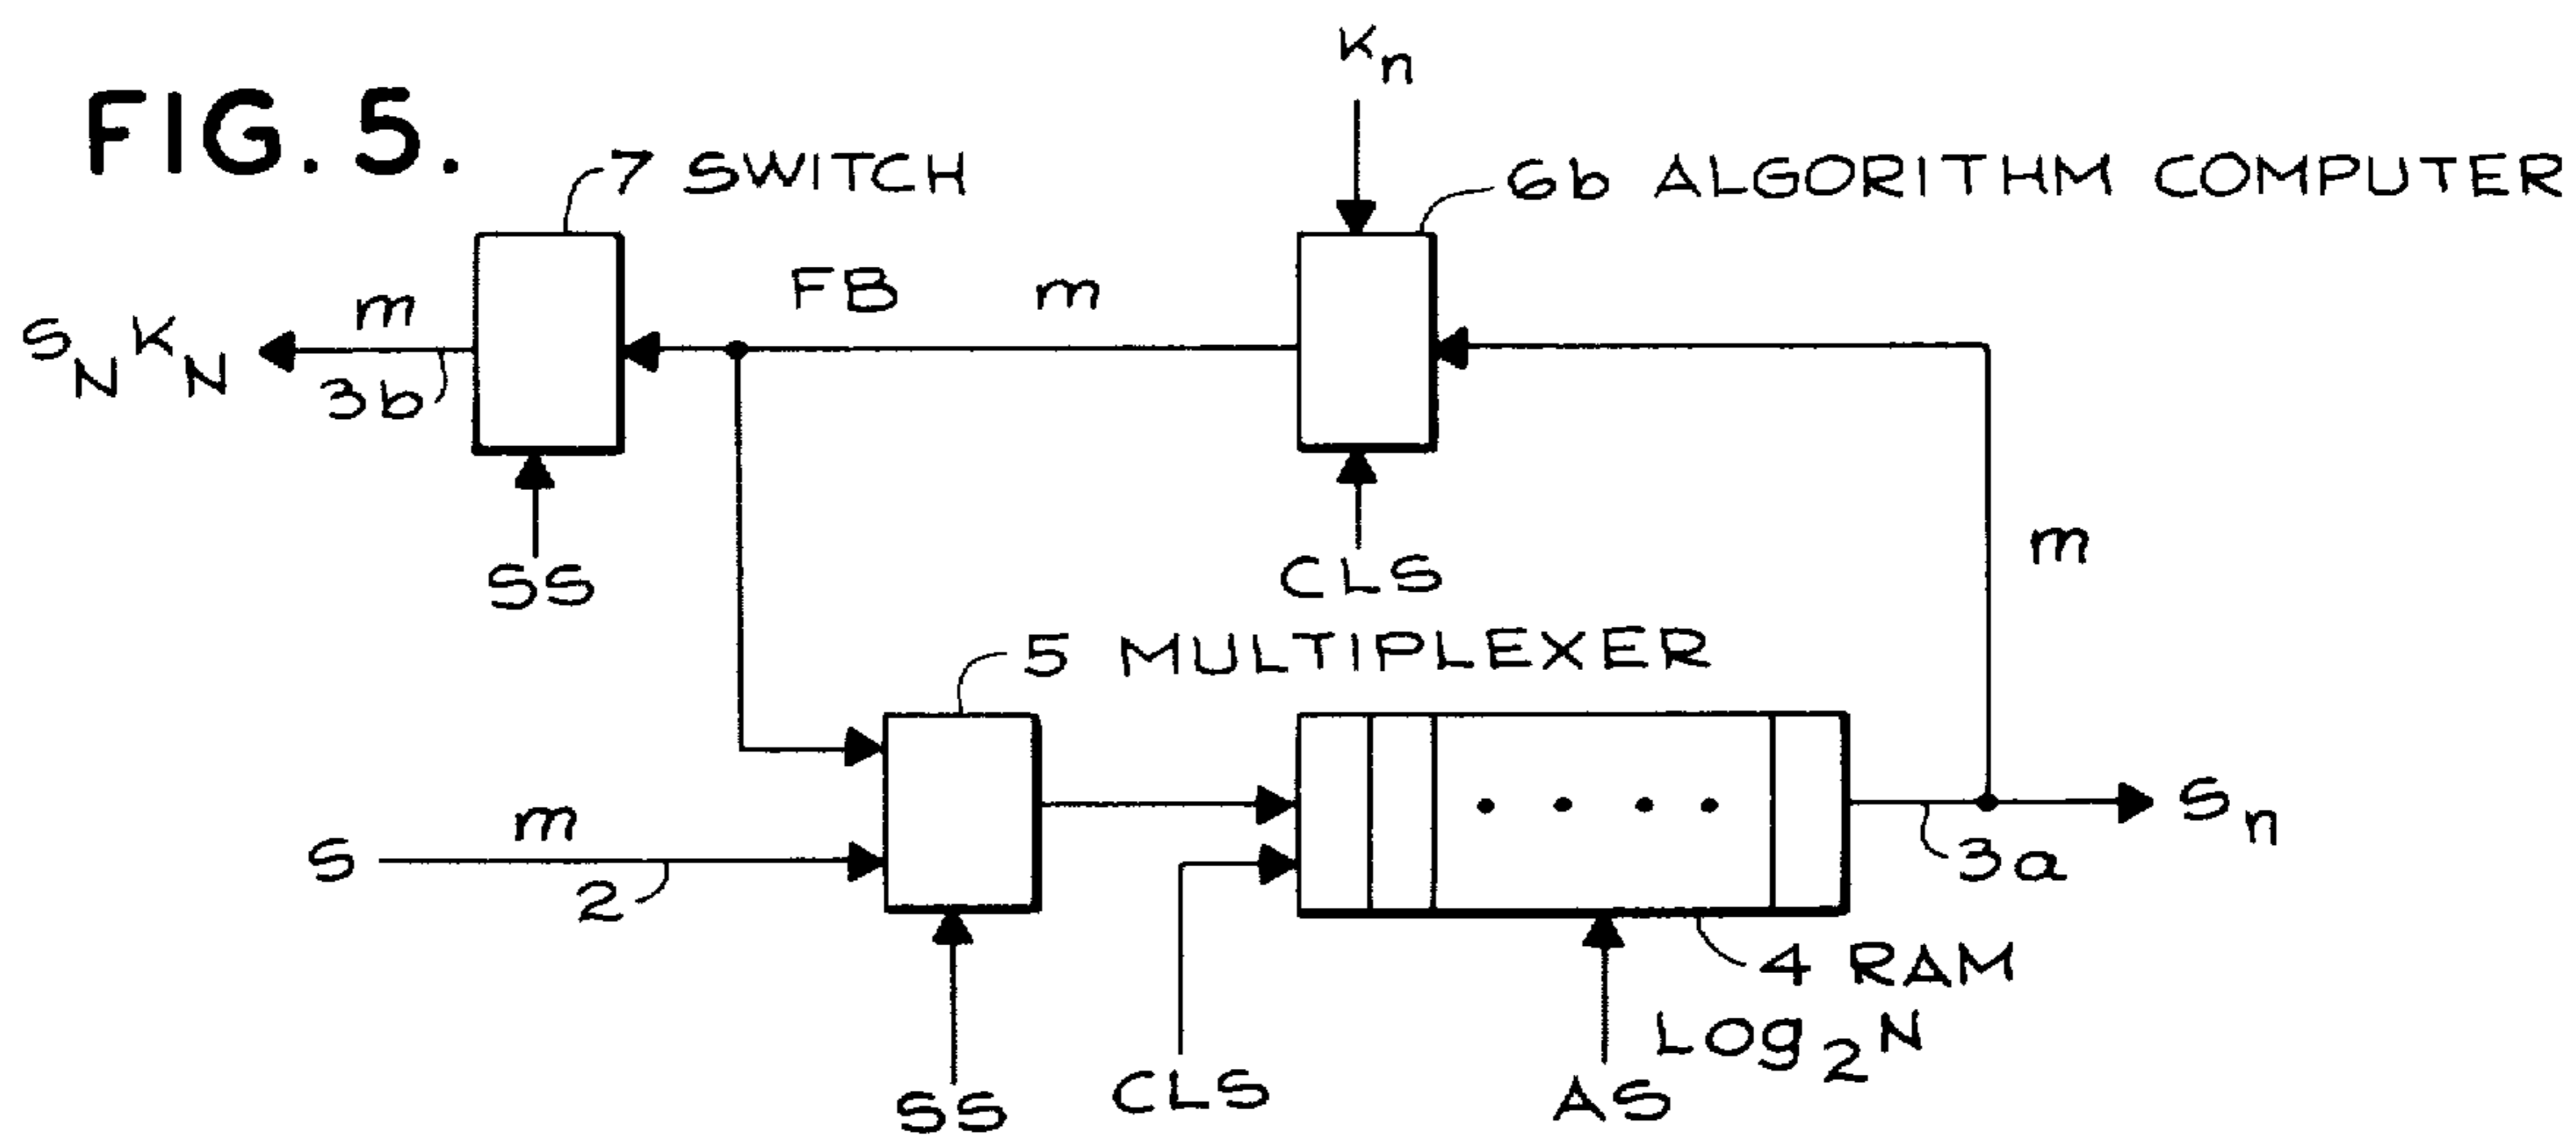 FIG. 5.
Kn
7 SWITCH
6b ALGORITHM COMPUTER
FB
m
m
SNKN
3b
SS
CLS
m
5 MULTIPLEXER
m
S
2
Sn
3a
4 RAM
LOG2N
SS
CLS
AS